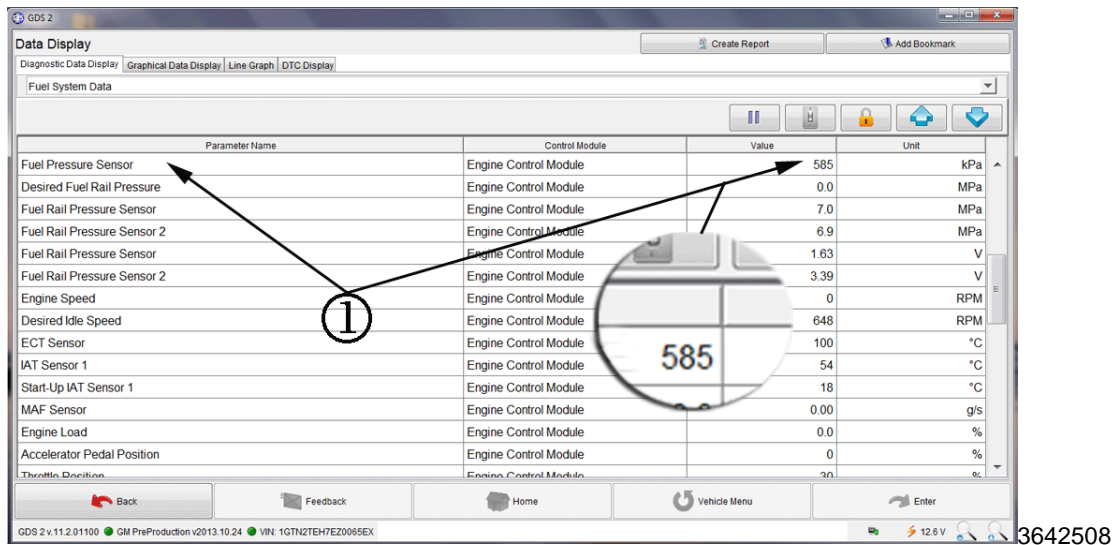 GDS 2
Data Display
Create Report
Add Bookmark
Diagnostic Data Display Graphical Data Display Line Graph DTC Display
Fuel System Data
Parameter Name Control Module Value Unit
Fuel Pressure Sensor Engine Control Module 585 kPa
Desired Fuel Rail Pressure Engine Control Module 0.0 MPa
Fuel Rail Pressure Sensor Engine Control Module 7.0 MPa
Fuel Rail Pressure Sensor 2 Engine Control Module 6.9 MPa
Fuel Rail Pressure Sensor Engine Control Module 1.63 V
Fuel Rail Pressure Sensor 2 Engine Control Module 3.39 V
Engine Speed Engine Control Module 0 RPM
Desired Idle Speed Engine Control Module 648 RPM
ECT Sensor Engine Control Module 100 °C
IAT Sensor 1 Engine Control Module 54 °C
Start-Up IAT Sensor 1 Engine Control Module 18 °C
MAF Sensor Engine Control Module 0.00 g/s
Engine Load Engine Control Module 0.0 %
Accelerator Pedal Position Engine Control Module 0 %
Throttle Position Engine Control Module 30 %
1
585
Back Feedback Home Vehicle Menu Enter
GDS 2 v.11.2.01100 GM PreProduction v2013.10.24 VIN: 1GTN2TEH7EZ0065EX 12.6 V
3642508